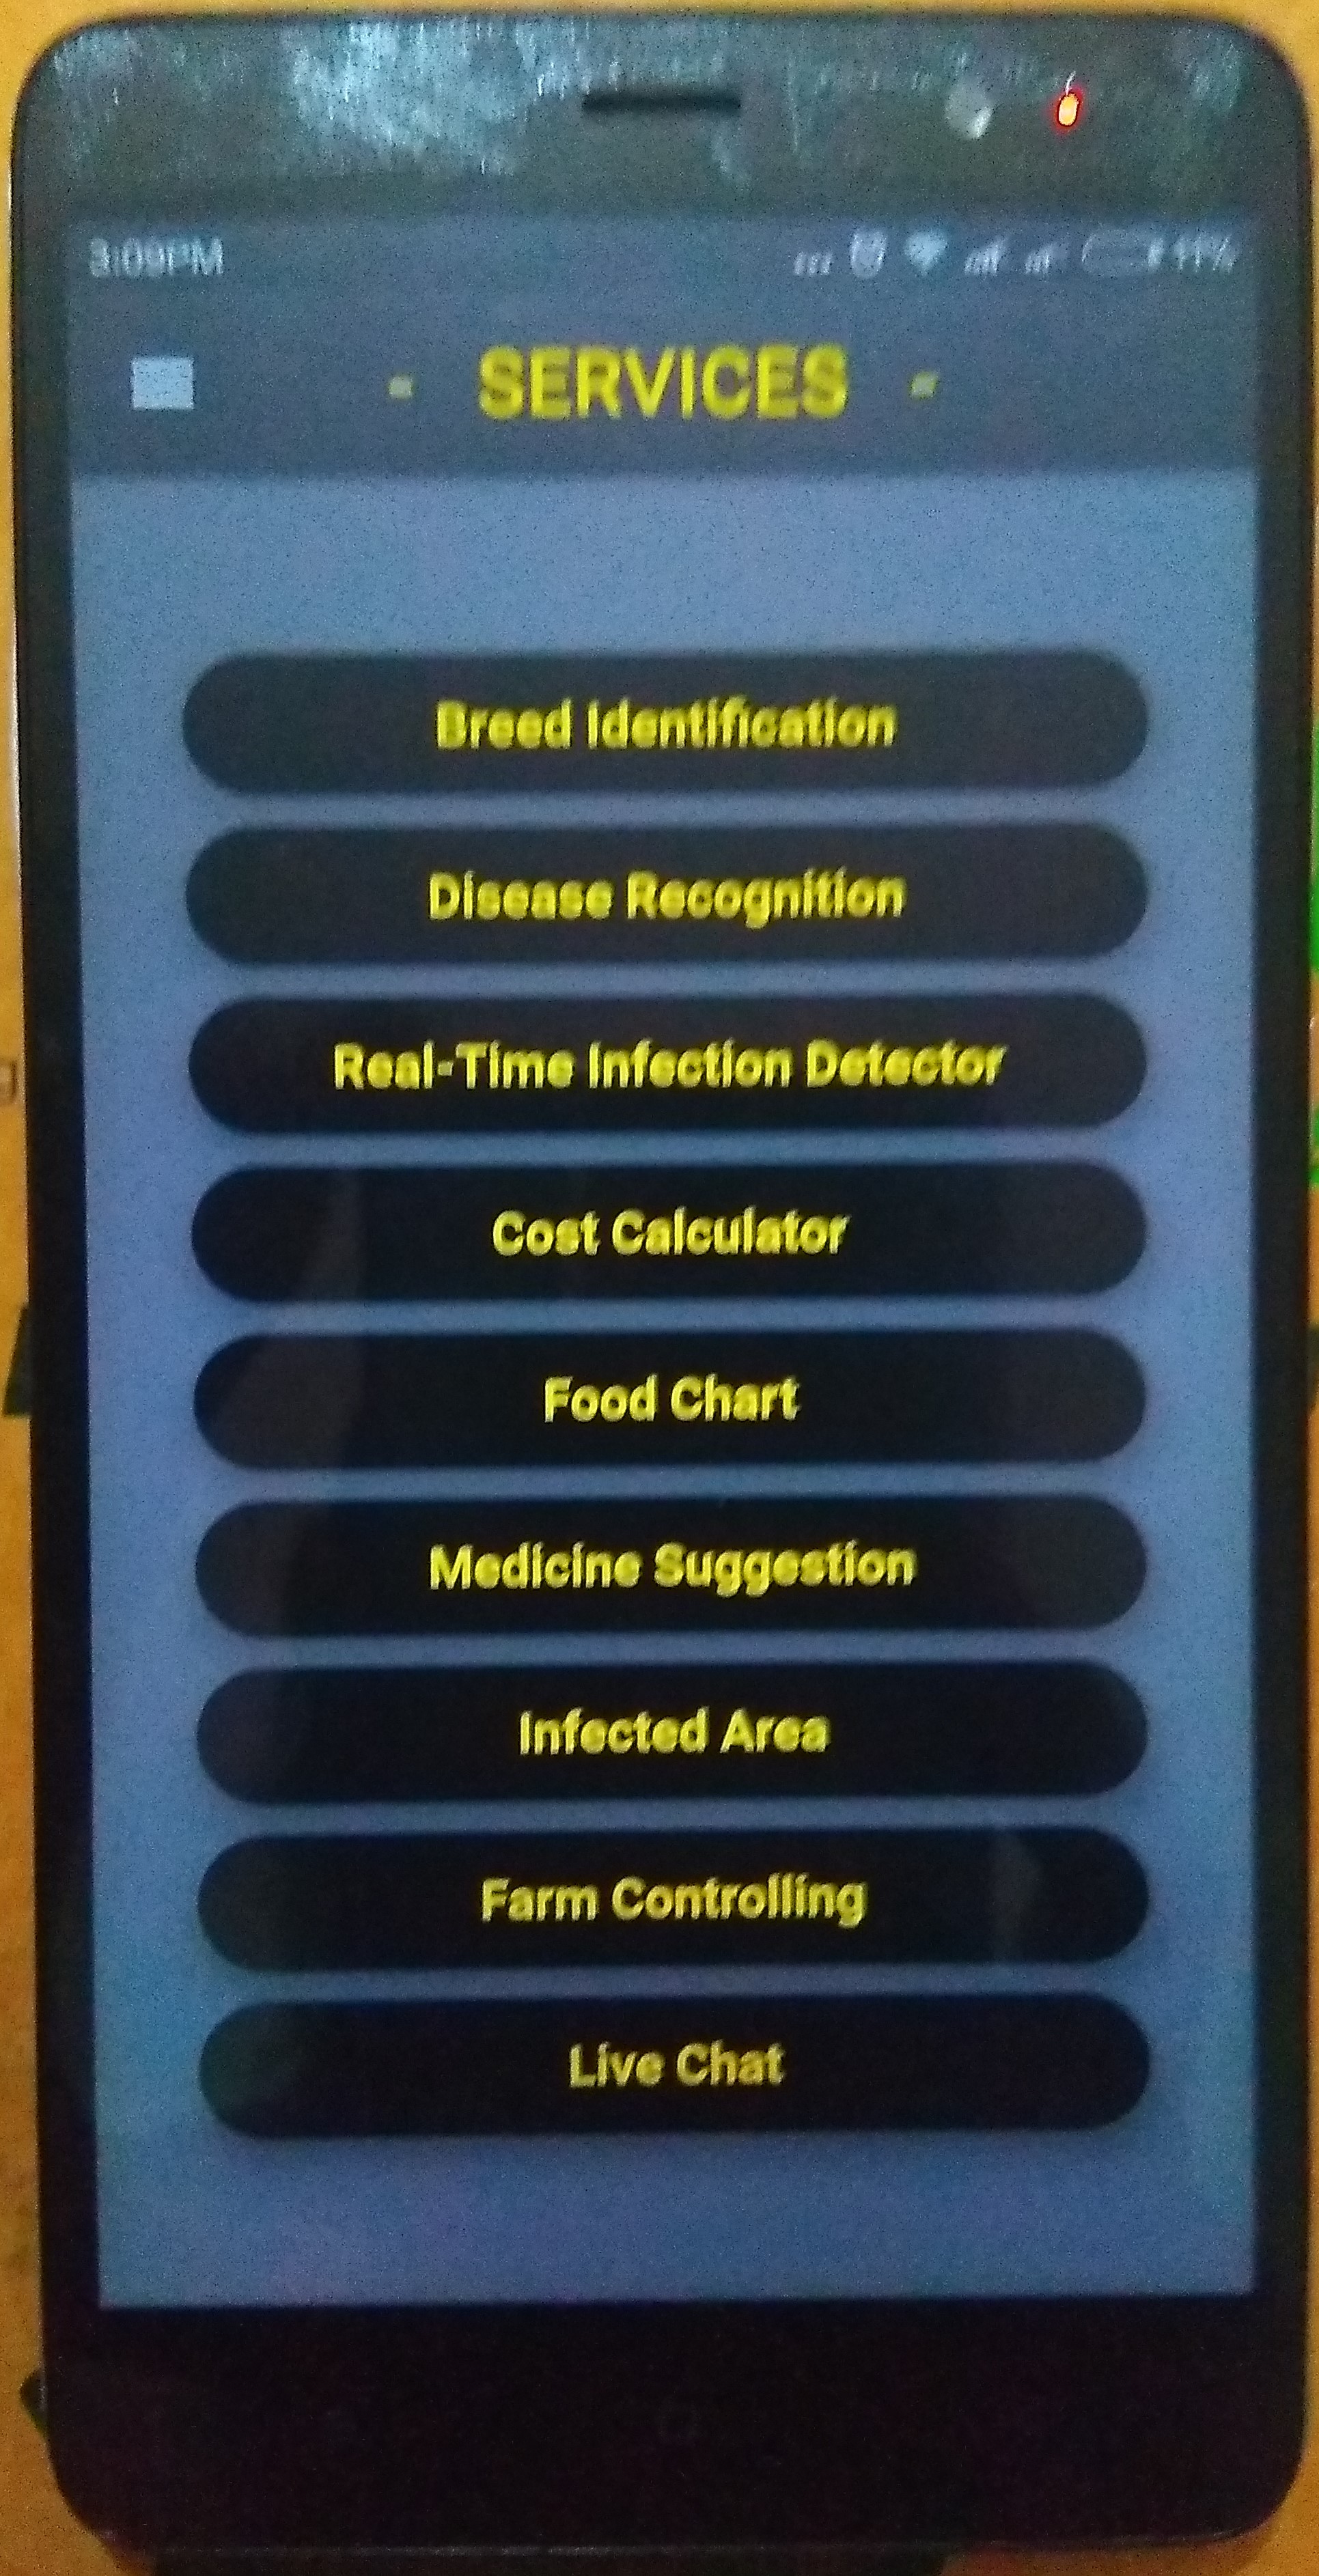 3:09PM
SERVICES
Breed Identification
Disease Recognition
Real-Time Infection Detector
Cost Calculator
Food Chart
Medicine Suggestion
Infected Area
Farm Controlling
Live Chat